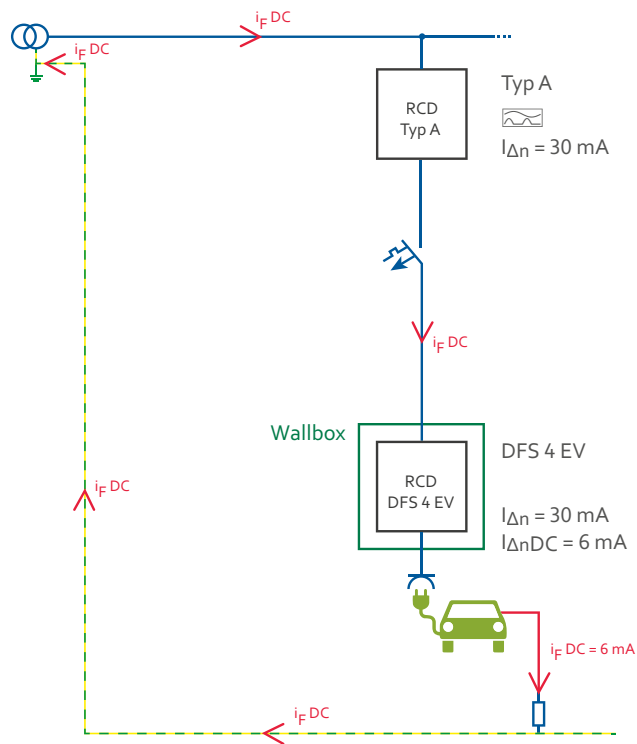 iF DC
iF DC
RCD
Typ A
Typ A
IΔn = 30 mA
iF DC
Wallbox
RCD
DFS 4 EV
DFS 4 EV
IΔn = 30 mA
IΔnDC = 6 mA
iF DC
iF DC = 6 mA
iF DC